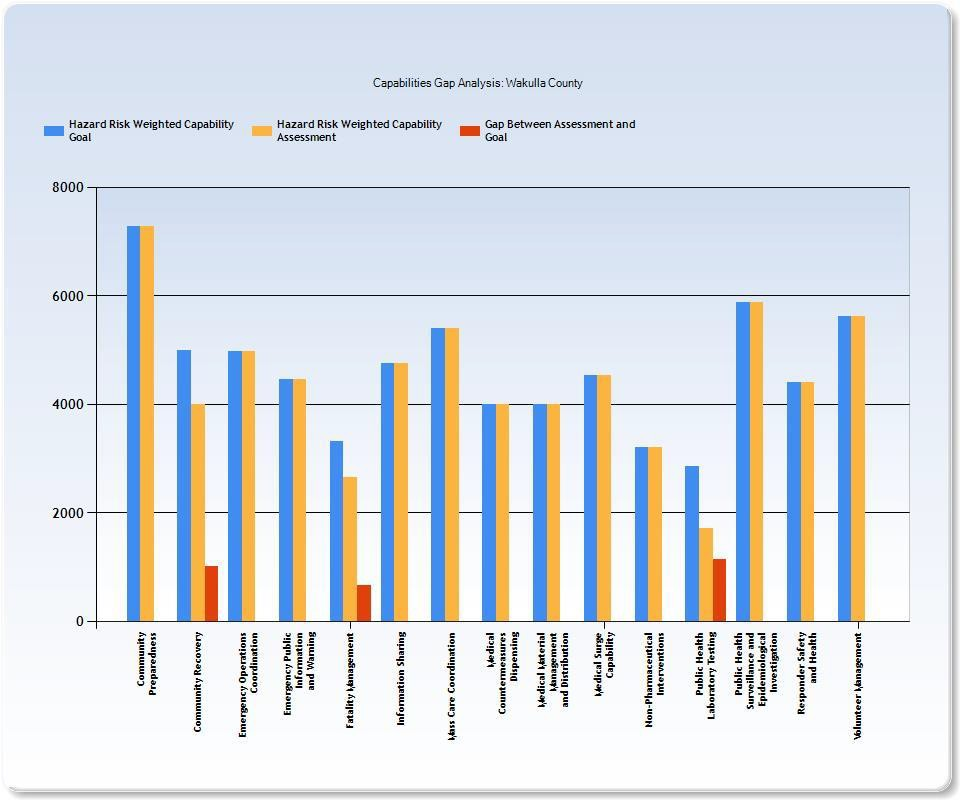 Capabilities Gap Analysis: Wakulla County
Hazard Risk Weighted Capability
Goal
Hazard Risk Weighted Capability
Assessment
Gap Between Assessment and
Goal
8000
6000
4000
2000
0
Community
Preparedness
Community Recovery
Emergency Operations
Coordination
Emergency Public
Information
and Warning
Fatality Management
Information Sharing
Mass Care Coordination
Medical
Countermeasures
Dispensing
Medical Material
Management
and Distribution
Medical Surge
Capability
Non-Pharmaceutical
Interventions
Public Health
Laboratory Testing
Public Health
Surveillance and
Epidemiological
Investigation
Responder Safety
and Health
Volunteer Management